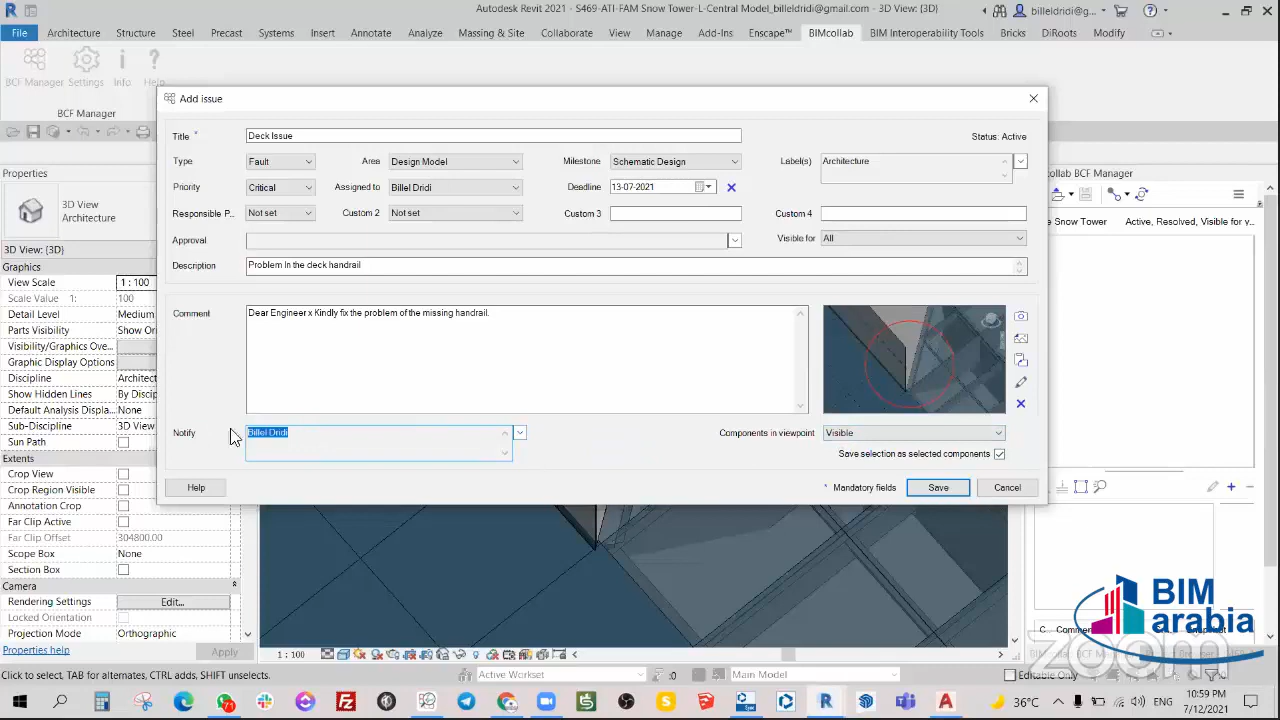 Autodesk Revit 2021 - S469-ATI-FAM Snow Tower-L-Central Model_billeldridi@gmail.com - 3D View: {3D}
billeldridi@g...
File Architecture Structure Steel Precast Systems Insert Annotate Analyze Massing & Site Collaborate View Manage Add-Ins Enscape™ BIMcollab BIM Interoperability Tools Bricks DiRoots Modify
BCF Manager Settings Info Help
BCF Manager
Add issue
Title * Deck Issue Status: Active
Type Fault Area Design Model Milestone Schematic Design Label(s) Architecture
Priority Critical Assigned to Billel Dridi Deadline 13-07-2021
Responsible P... Not set Custom 2 Not set Custom 3 Custom 4
Approval Visible for All
Description Problem In the deck handrail
Comment Dear Engineer x Kindly fix the problem of the missing handrail.
Notify Billel Dridi Components in viewpoint Visible
Save selection as selected components
Help * Mandatory fields Save Cancel
Properties
3D View
Architecture
3D View: {3D}
Graphics
View Scale 1 : 100
Scale Value 1: 100
Detail Level Medium
Parts Visibility Show Ori
Visibility/Graphics Ove...
Graphic Display Options
Discipline Architect
Show Hidden Lines By Discip
Default Analysis Displa... None
Sub-Discipline 3D View
Sun Path
Extents
Crop View
Crop Region Visible
Annotation Crop
Far Clip Active
Far Clip Offset 304800.00
Scope Box None
Section Box
Camera
Rendering Settings Edit...
Locked Orientation
Projection Mode Orthographic
Properties help Apply
ollab BCF Manager
e Snow Tower Active, Resolved, Visible for y
BIM
arabia
zoom
1 : 100
Select; TAB for alternates, CTRL adds, SHIFT unselects.
Active Workset
:0
Main Model
Editable Only
36°C
ENG
10:59 PM
7/12/2021